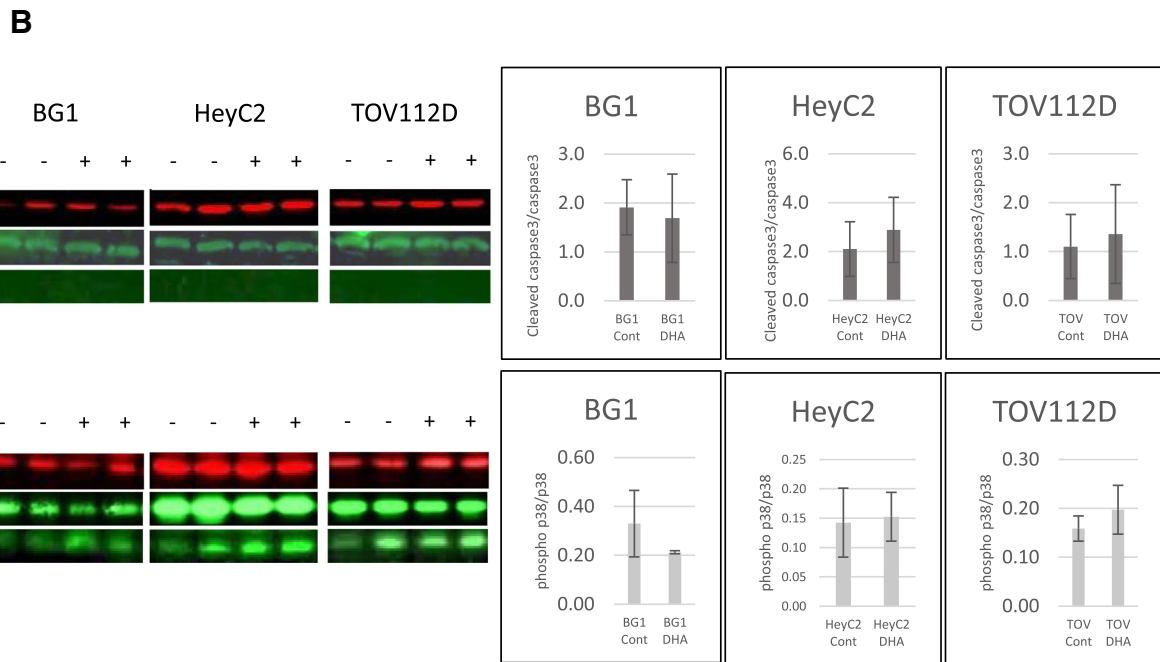 B
BG1 HeyC2 TOV112D
- - + + - - + + - - + +
BG1
Cleaved caspase3/caspase3
3.0
2.0
1.0
0.0
BG1 Cont
BG1 DHA
HeyC2
Cleaved caspase3/caspase3
6.0
4.0
2.0
0.0
HeyC2 Cont
HeyC2 DHA
TOV112D
Cleaved caspase3/caspase3
3.0
2.0
1.0
0.0
TOV Cont
TOV DHA
- - + + - - + + - - + +
BG1
phospho p38/p38
0.60
0.40
0.20
0.00
BG1 Cont
BG1 DHA
HeyC2
phospho p38/p38
0.25
0.20
0.15
0.10
0.05
0.00
HeyC2 Cont
HeyC2 DHA
TOV112D
phospho p38/p38
0.30
0.20
0.10
0.00
TOV Cont
TOV DHA